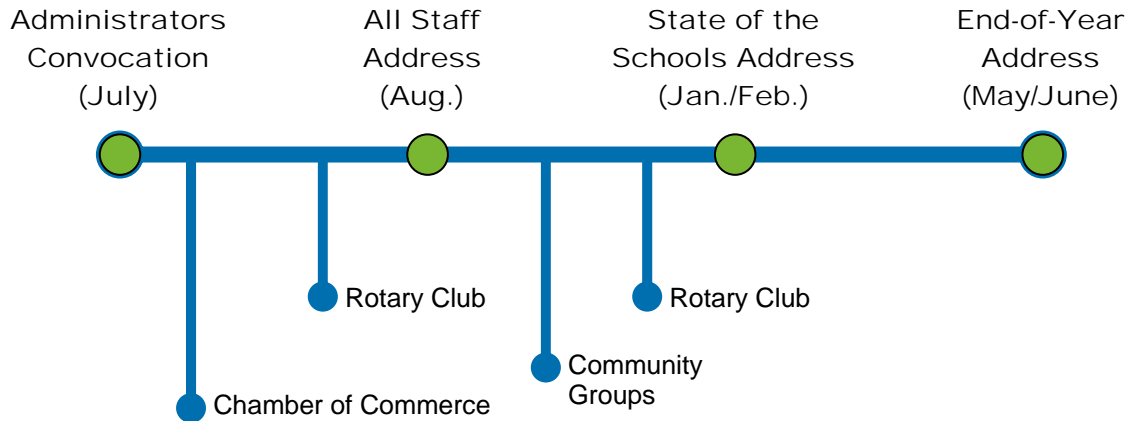 Administrators
Convocation
(July)
All Staff
Address
(Aug.)
State of the
Schools Address
(Jan./Feb.)
End-of-Year
Address
(May/June)
Rotary Club
Rotary Club
Community
Groups
Chamber of Commerce